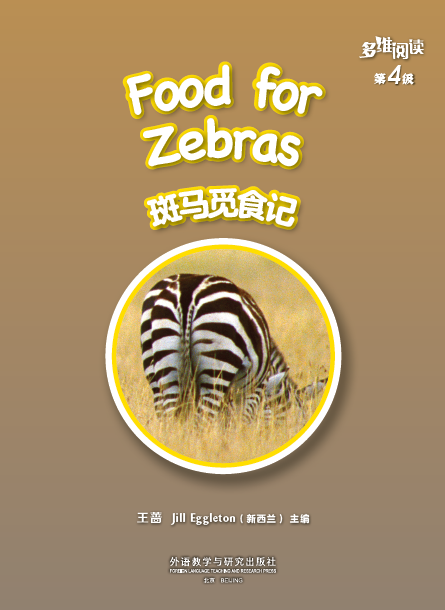 多维阅读
第4级
Food for
Zebras
斑马觅食记
王蔷 Jill Eggleton（新西兰）主编
外语教学与研究出版社
FOREIGN LANGUAGE TEACHING AND RESEARCH PRESS
北京 BEIJING